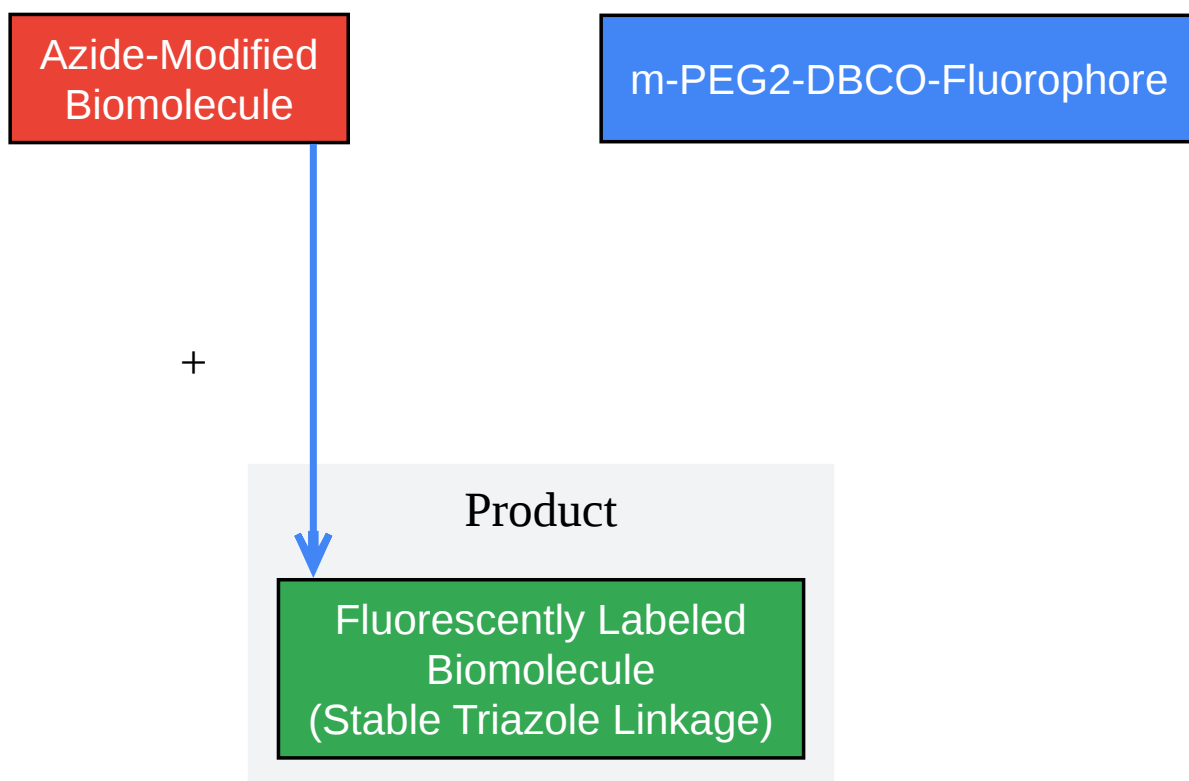 Azide-Modified
Biomolecule
m-PEG2-DBCO-Fluorophore
+
Product
Fluorescently Labeled
Biomolecule
(Stable Triazole Linkage)